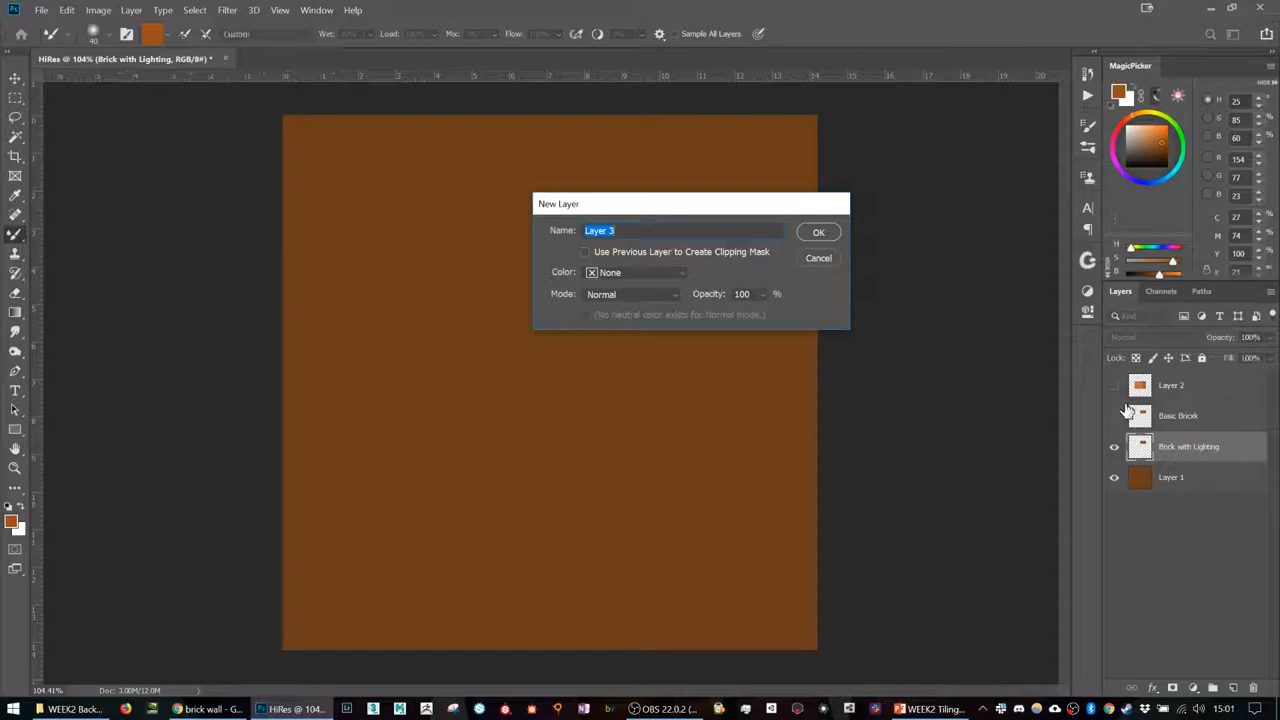 Ps File Edit Image Layer Type Select Filter 3D View Window Help
40 Custom Wet: Load: Mix: Flow: Sample All Layers
HiRes @ 104% (Brick with Lighting, RGB/8#) *
MagicPicker
HIDE
H 25 °
S 85 %
B 60 %
R 154
G 77
B 23
C 27 %
M 74 %
Y 100 %
K 21
H
S
B
New Layer
Name: Layer 3
OK
Use Previous Layer to Create Clipping Mask
Cancel
Color: None
Mode: Normal Opacity: 100 %
(No neutral color exists for Normal mode.)
Layers Channels Paths
Kind
Normal Opacity: 100%
Lock: Fill: 100%
Layer 2
Basic Bricxk
Brick with Lighting
Layer 1
104.41% Doc: 3.00M/12.0M
WEEK2 Back... brick wall - G... HiRes @ 104... OBS 22.0.2 (... WEEK2 Tiling... 15:01